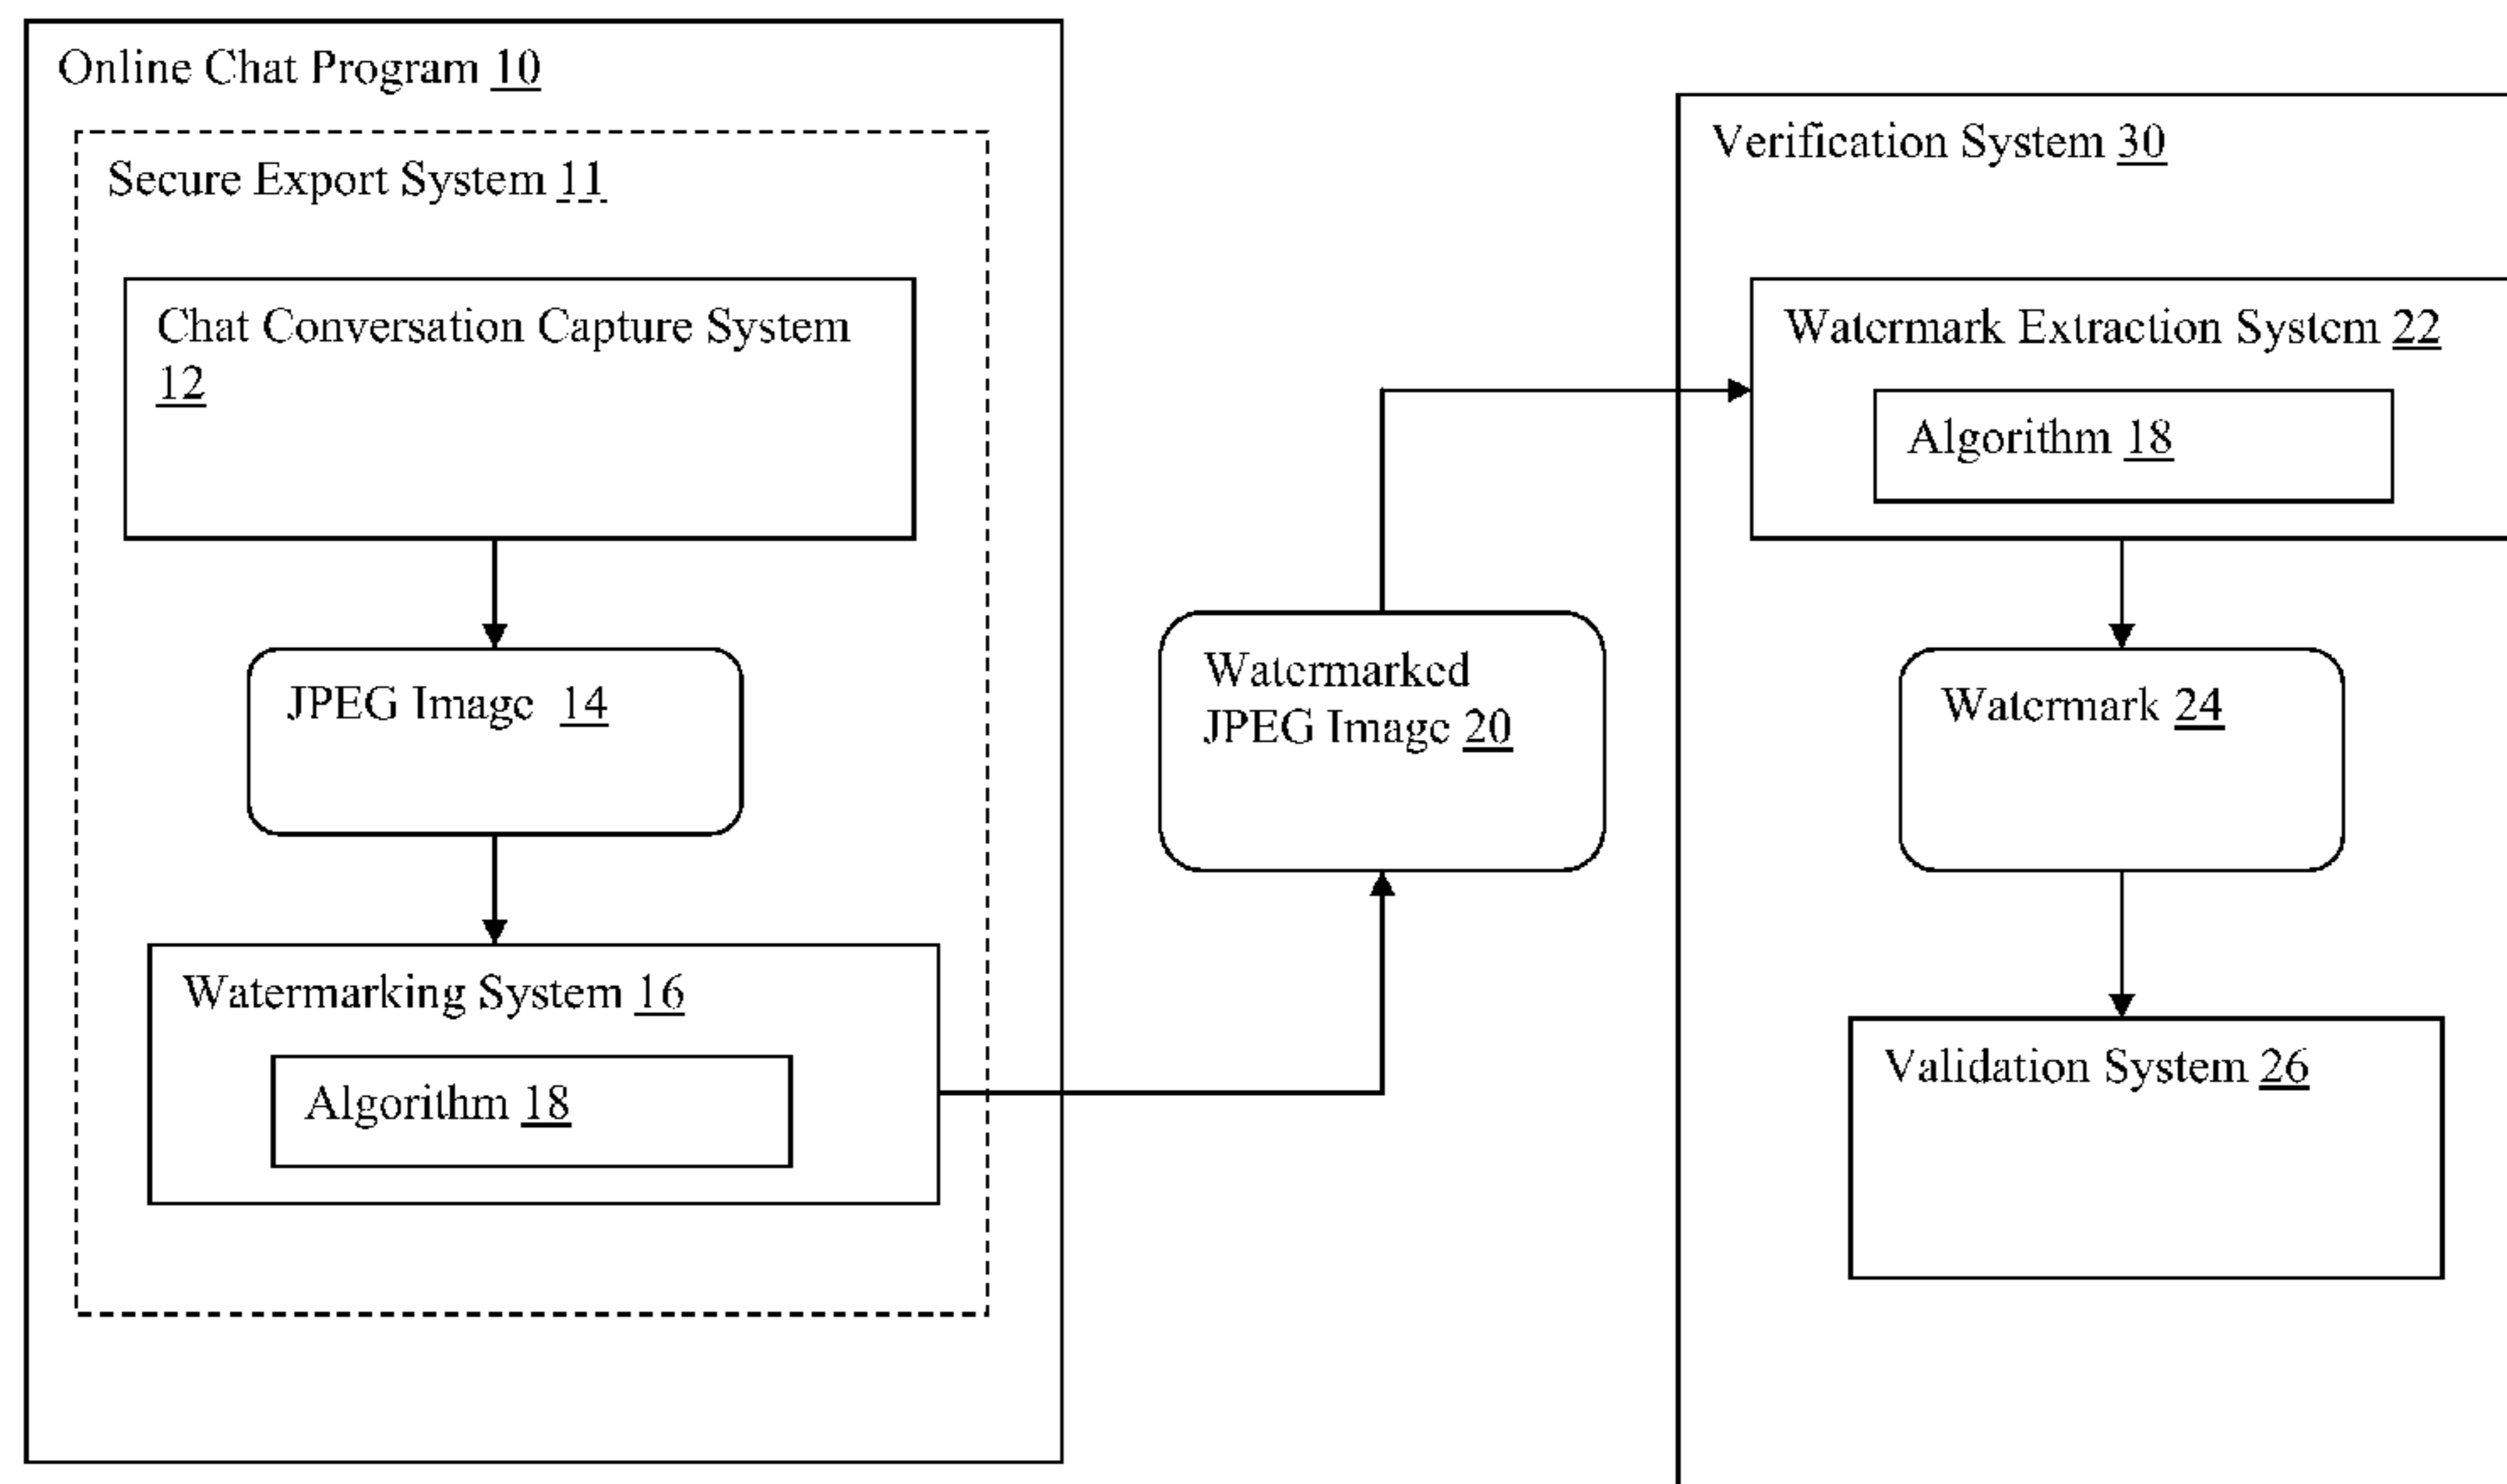 Online Chat Program 10
Secure Export System 11
Chat Conversation Capture System
12
JPEG Image 14
Watermarking System 16
Algorithm 18
Watermarked
JPEG Image 20
Verification System 30
Watermark Extraction System 22
Algorithm 18
Watermark 24
Validation System 26